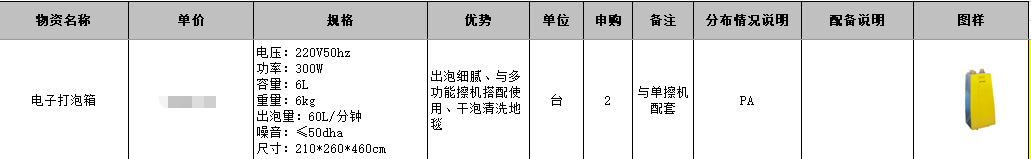 物资名称 单价 规格 优势 单位 申购 备注 分布情况说明 配备说明 图样
电子打泡箱
电压：220V50hz
功率：300W
容量：6L
重量：6kg
出泡量：60L/分钟
噪音：≤50dha
尺寸：210*260*460cm
出泡细腻、与多
功能擦机搭配使
用、干泡清洗地
毯
台
2
与单擦机
配套
PA